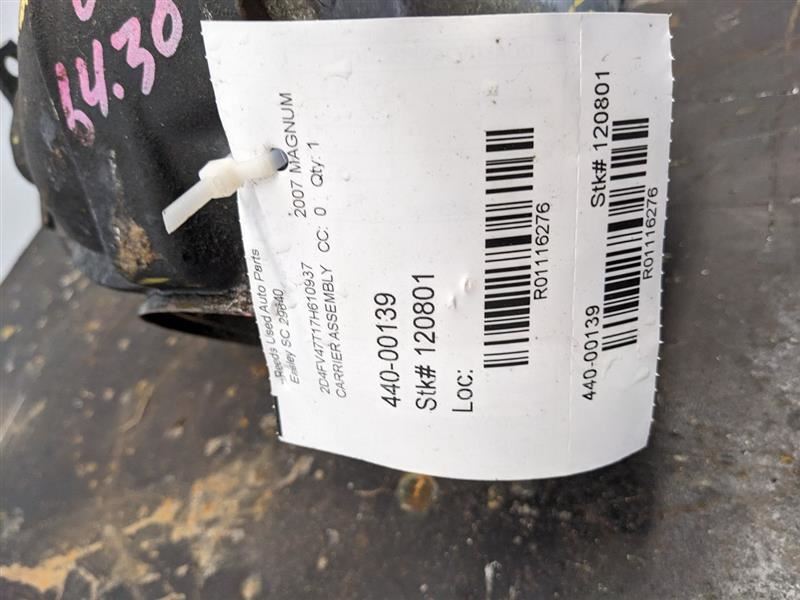 54.30
Reeds Used Auto Parts
Easley SC 29640
2D4FV47T17H610937 2007 MAGNUM
CARRIER ASSEMBLY CC: 0 Qty: 1
440-00139
Stk# 120801
Loc:
R01116276
440-00139 Stk# 120801
R01116276